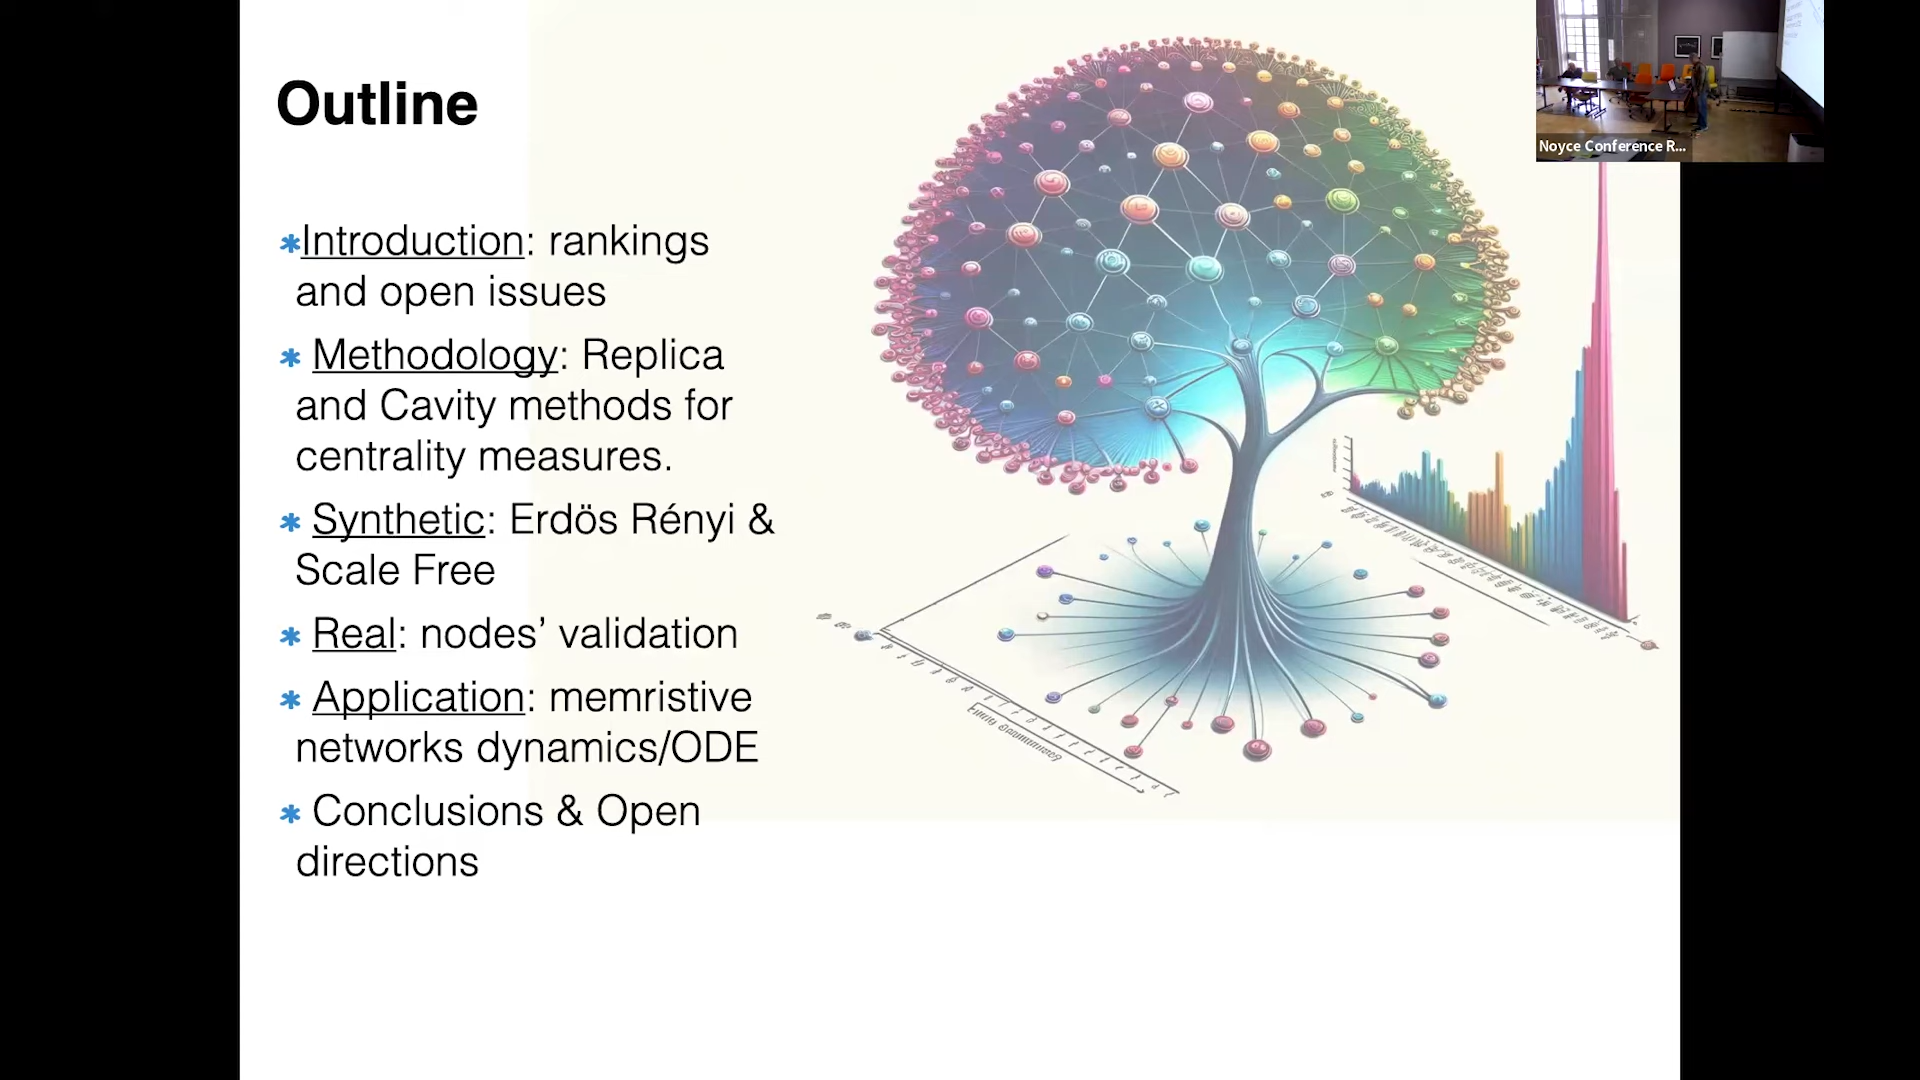 Outline
Noyce Conference R...
*Introduction: rankings
and open issues
* Methodology: Replica
and Cavity methods for
centrality measures.
* Synthetic: Erdös Rényi &
Scale Free
* Real: nodes’ validation
* Application: memristive
networks dynamics/ODE
* Conclusions & Open
directions